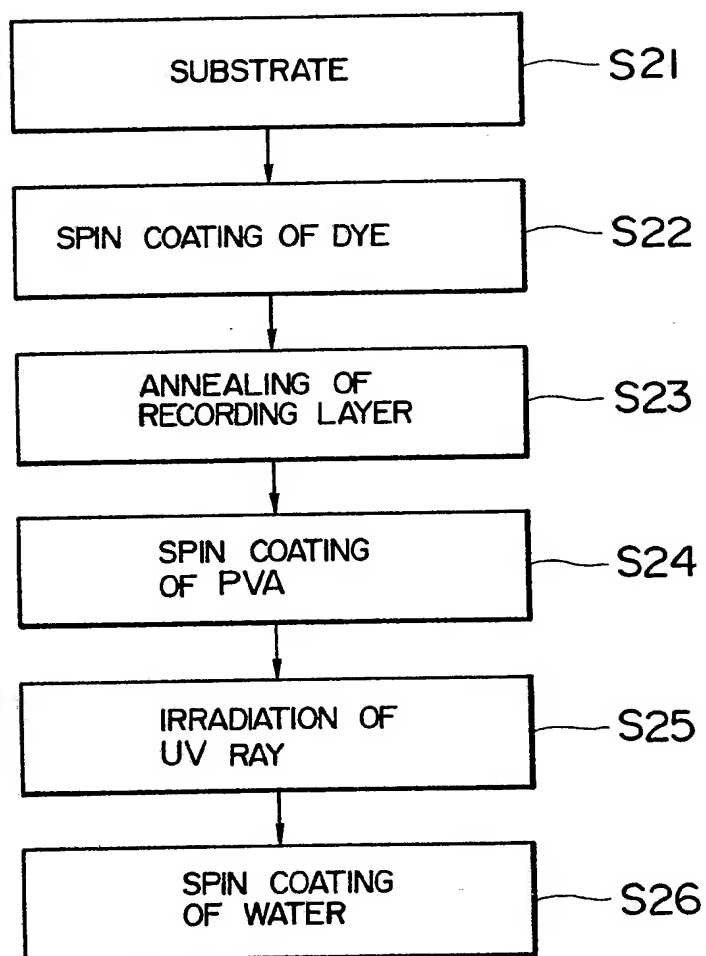 SUBSTRATE
S21
SPIN COATING OF DYE
S22
ANNEALING OF
RECORDING LAYER
S23
SPIN COATING
OF PVA
S24
IRRADIATION OF
UV RAY
S25
SPIN COATING
OF WATER
S26